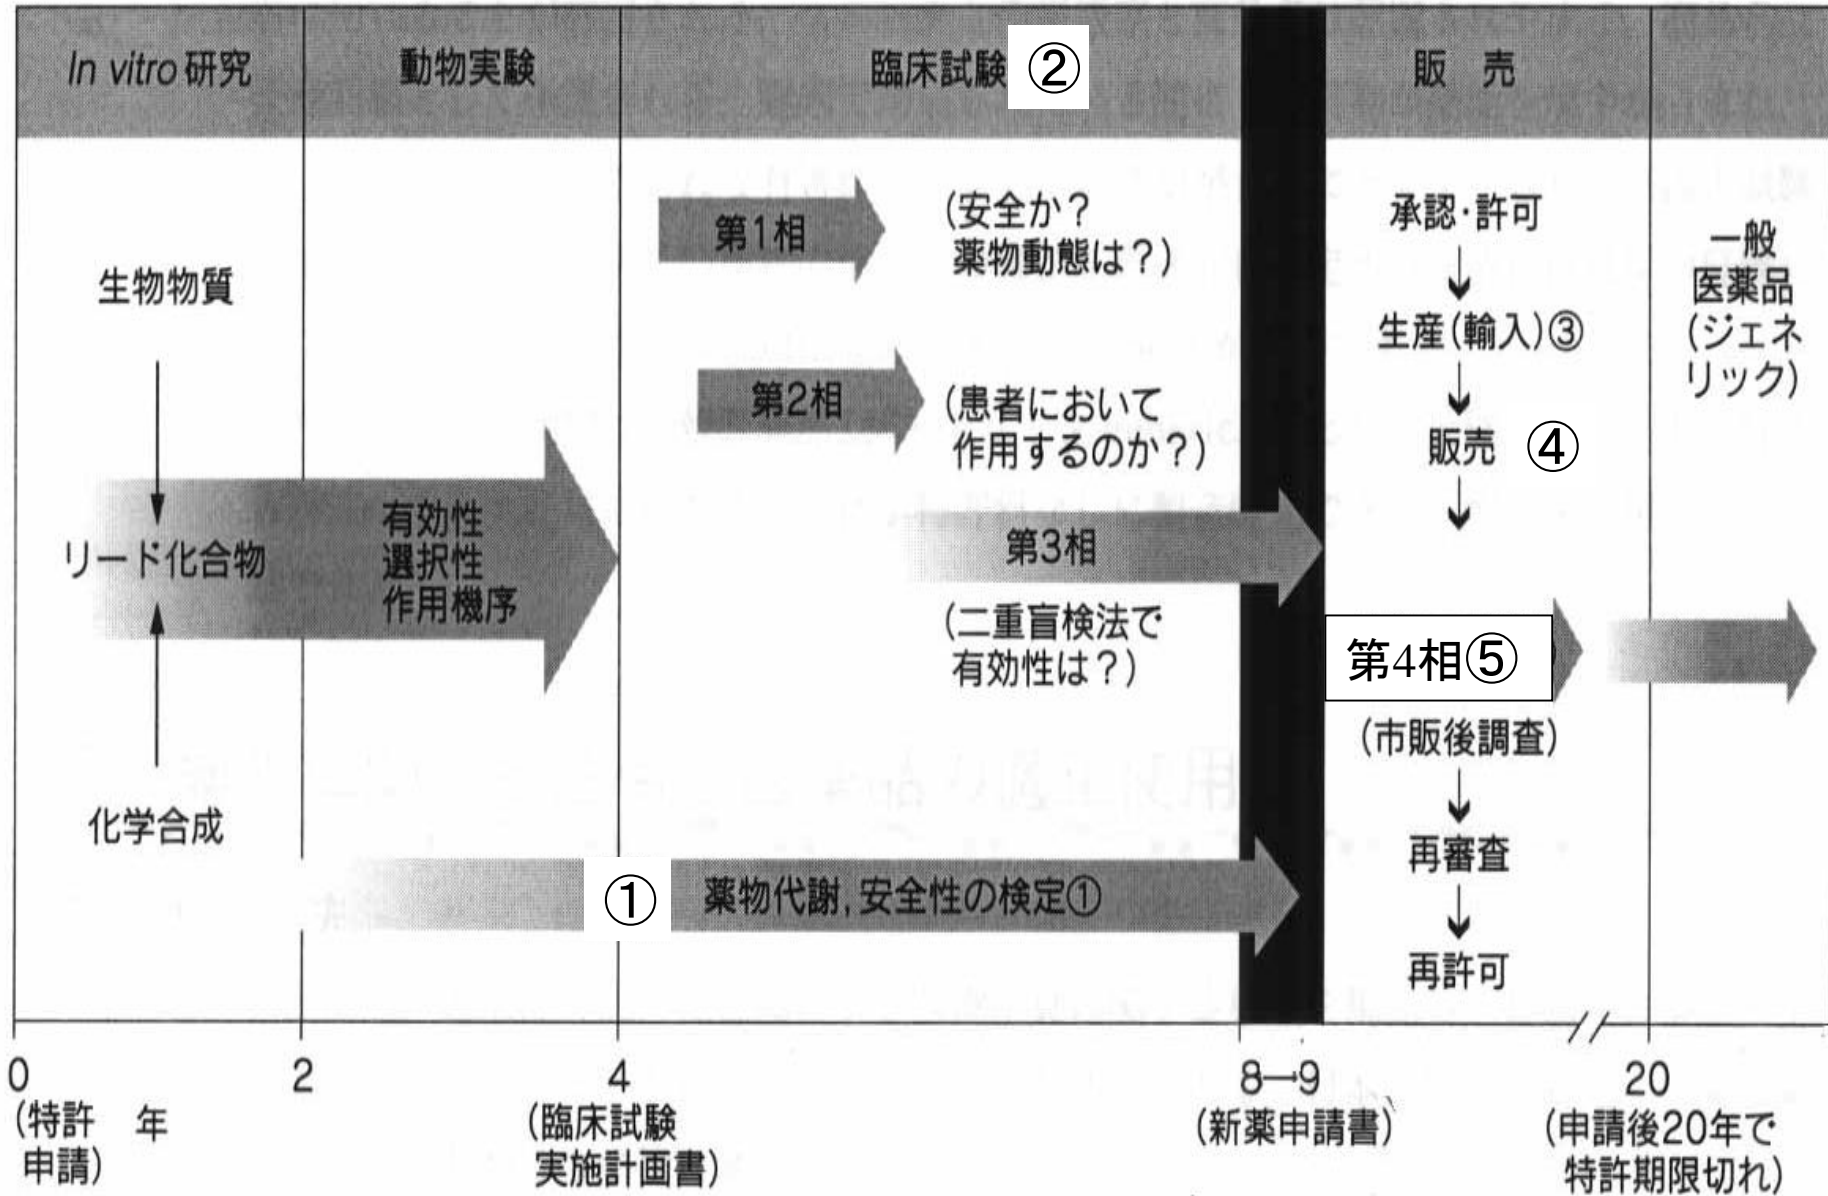 In vitro 研究
動物実験
臨床試験 ②
販 売
生物物質
リード化合物
化学合成
有効性
選択性
作用機序
第1相
(安全か?
薬物動態は?)
第2相
(患者において
作用するのか?)
第3相
(二重盲検法で
有効性は?)
① 薬物代謝,安全性の検定①
承認・許可
生産(輸入)③
販売 ④
第4相⑤
(市販後調査)
再審査
再許可
一般
医薬品
(ジェネ
リック)
0
(特許
申請)
年
2
4
(臨床試験
実施計画書)
8→9
(新薬申請書)
20
(申請後20年で
特許期限切れ)